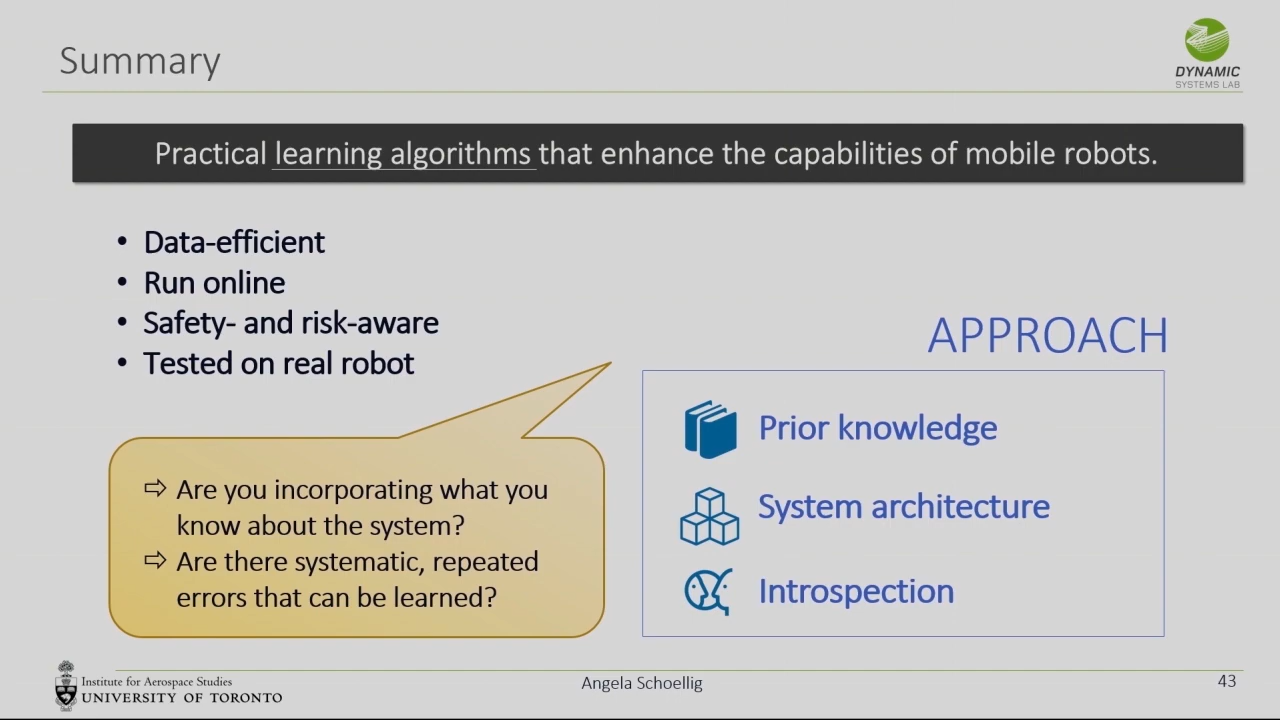 Summary
DYNAMIC
SYSTEMS LAB
Practical learning algorithms that enhance the capabilities of mobile robots.
• Data-efficient
• Run online
• Safety- and risk-aware
• Tested on real robot
APPROACH
Prior knowledge
System architecture
Introspection
⇨ Are you incorporating what you
know about the system?
⇨ Are there systematic, repeated
errors that can be learned?
Institute for Aerospace Studies
UNIVERSITY OF TORONTO
Angela Schoellig
43